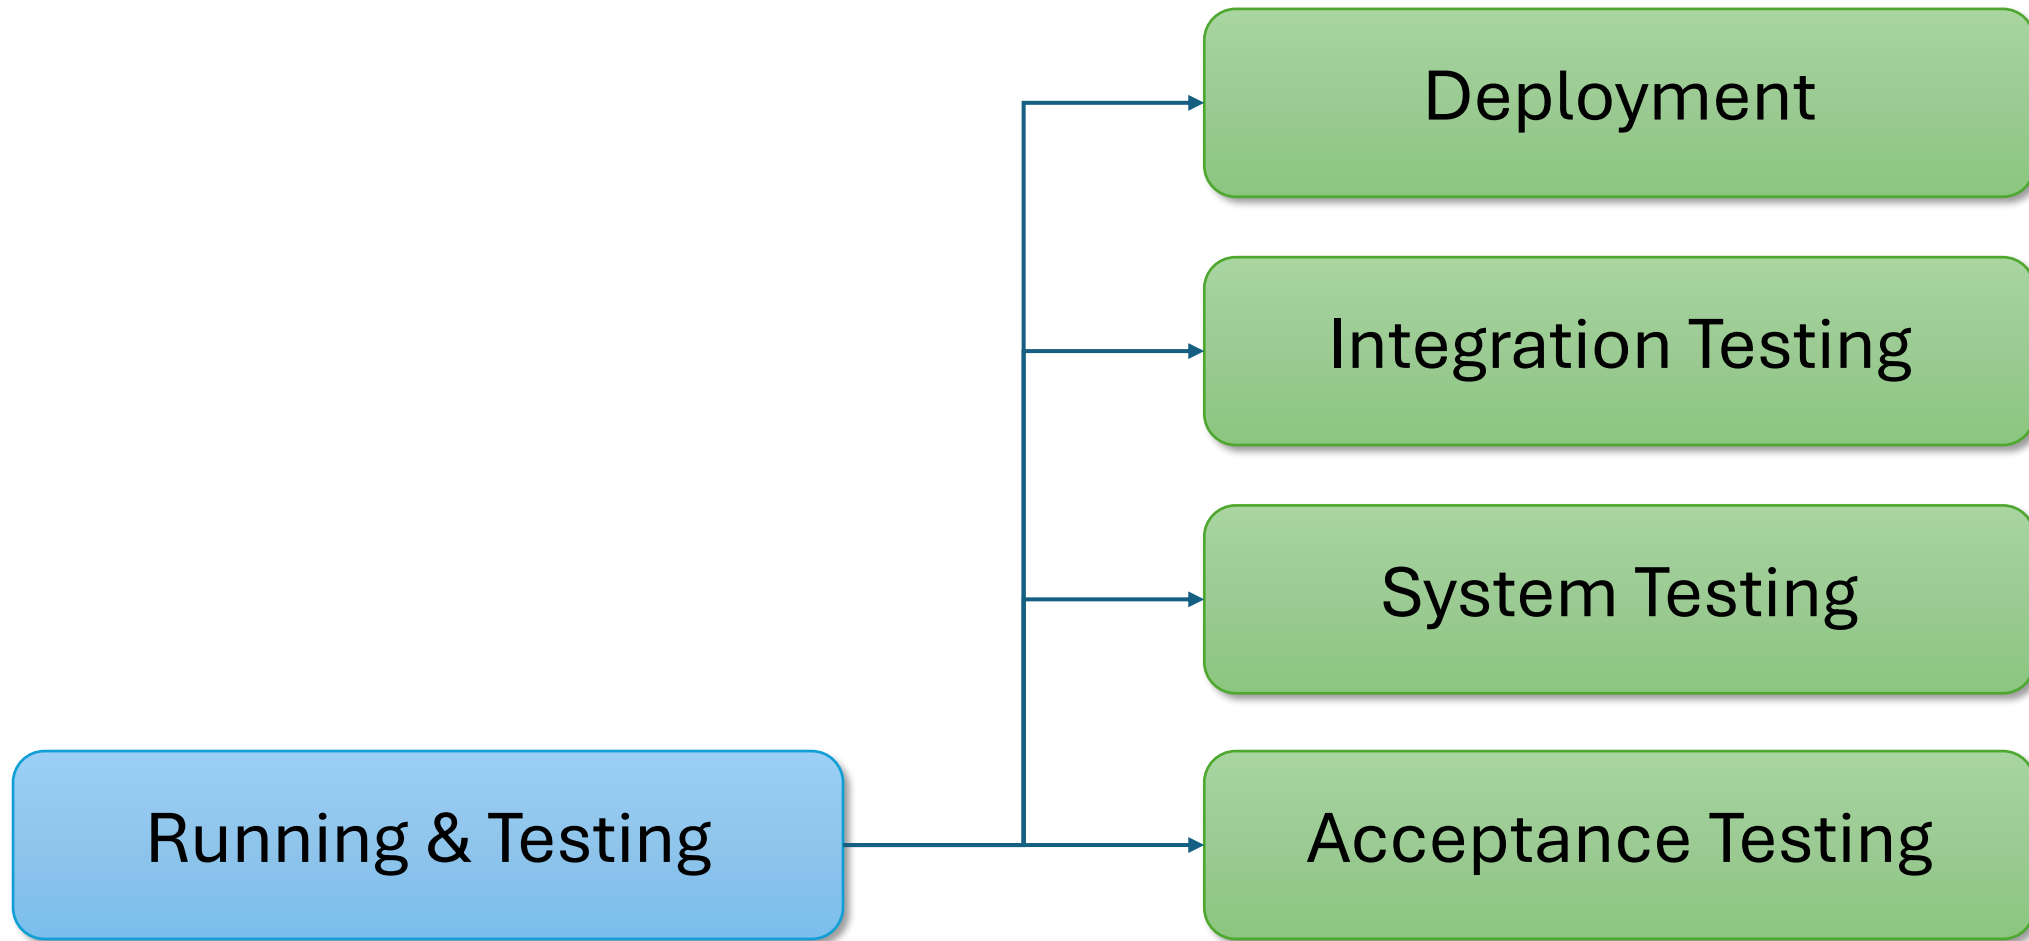 Deployment
Integration Testing
System Testing
Running & Testing
Acceptance Testing